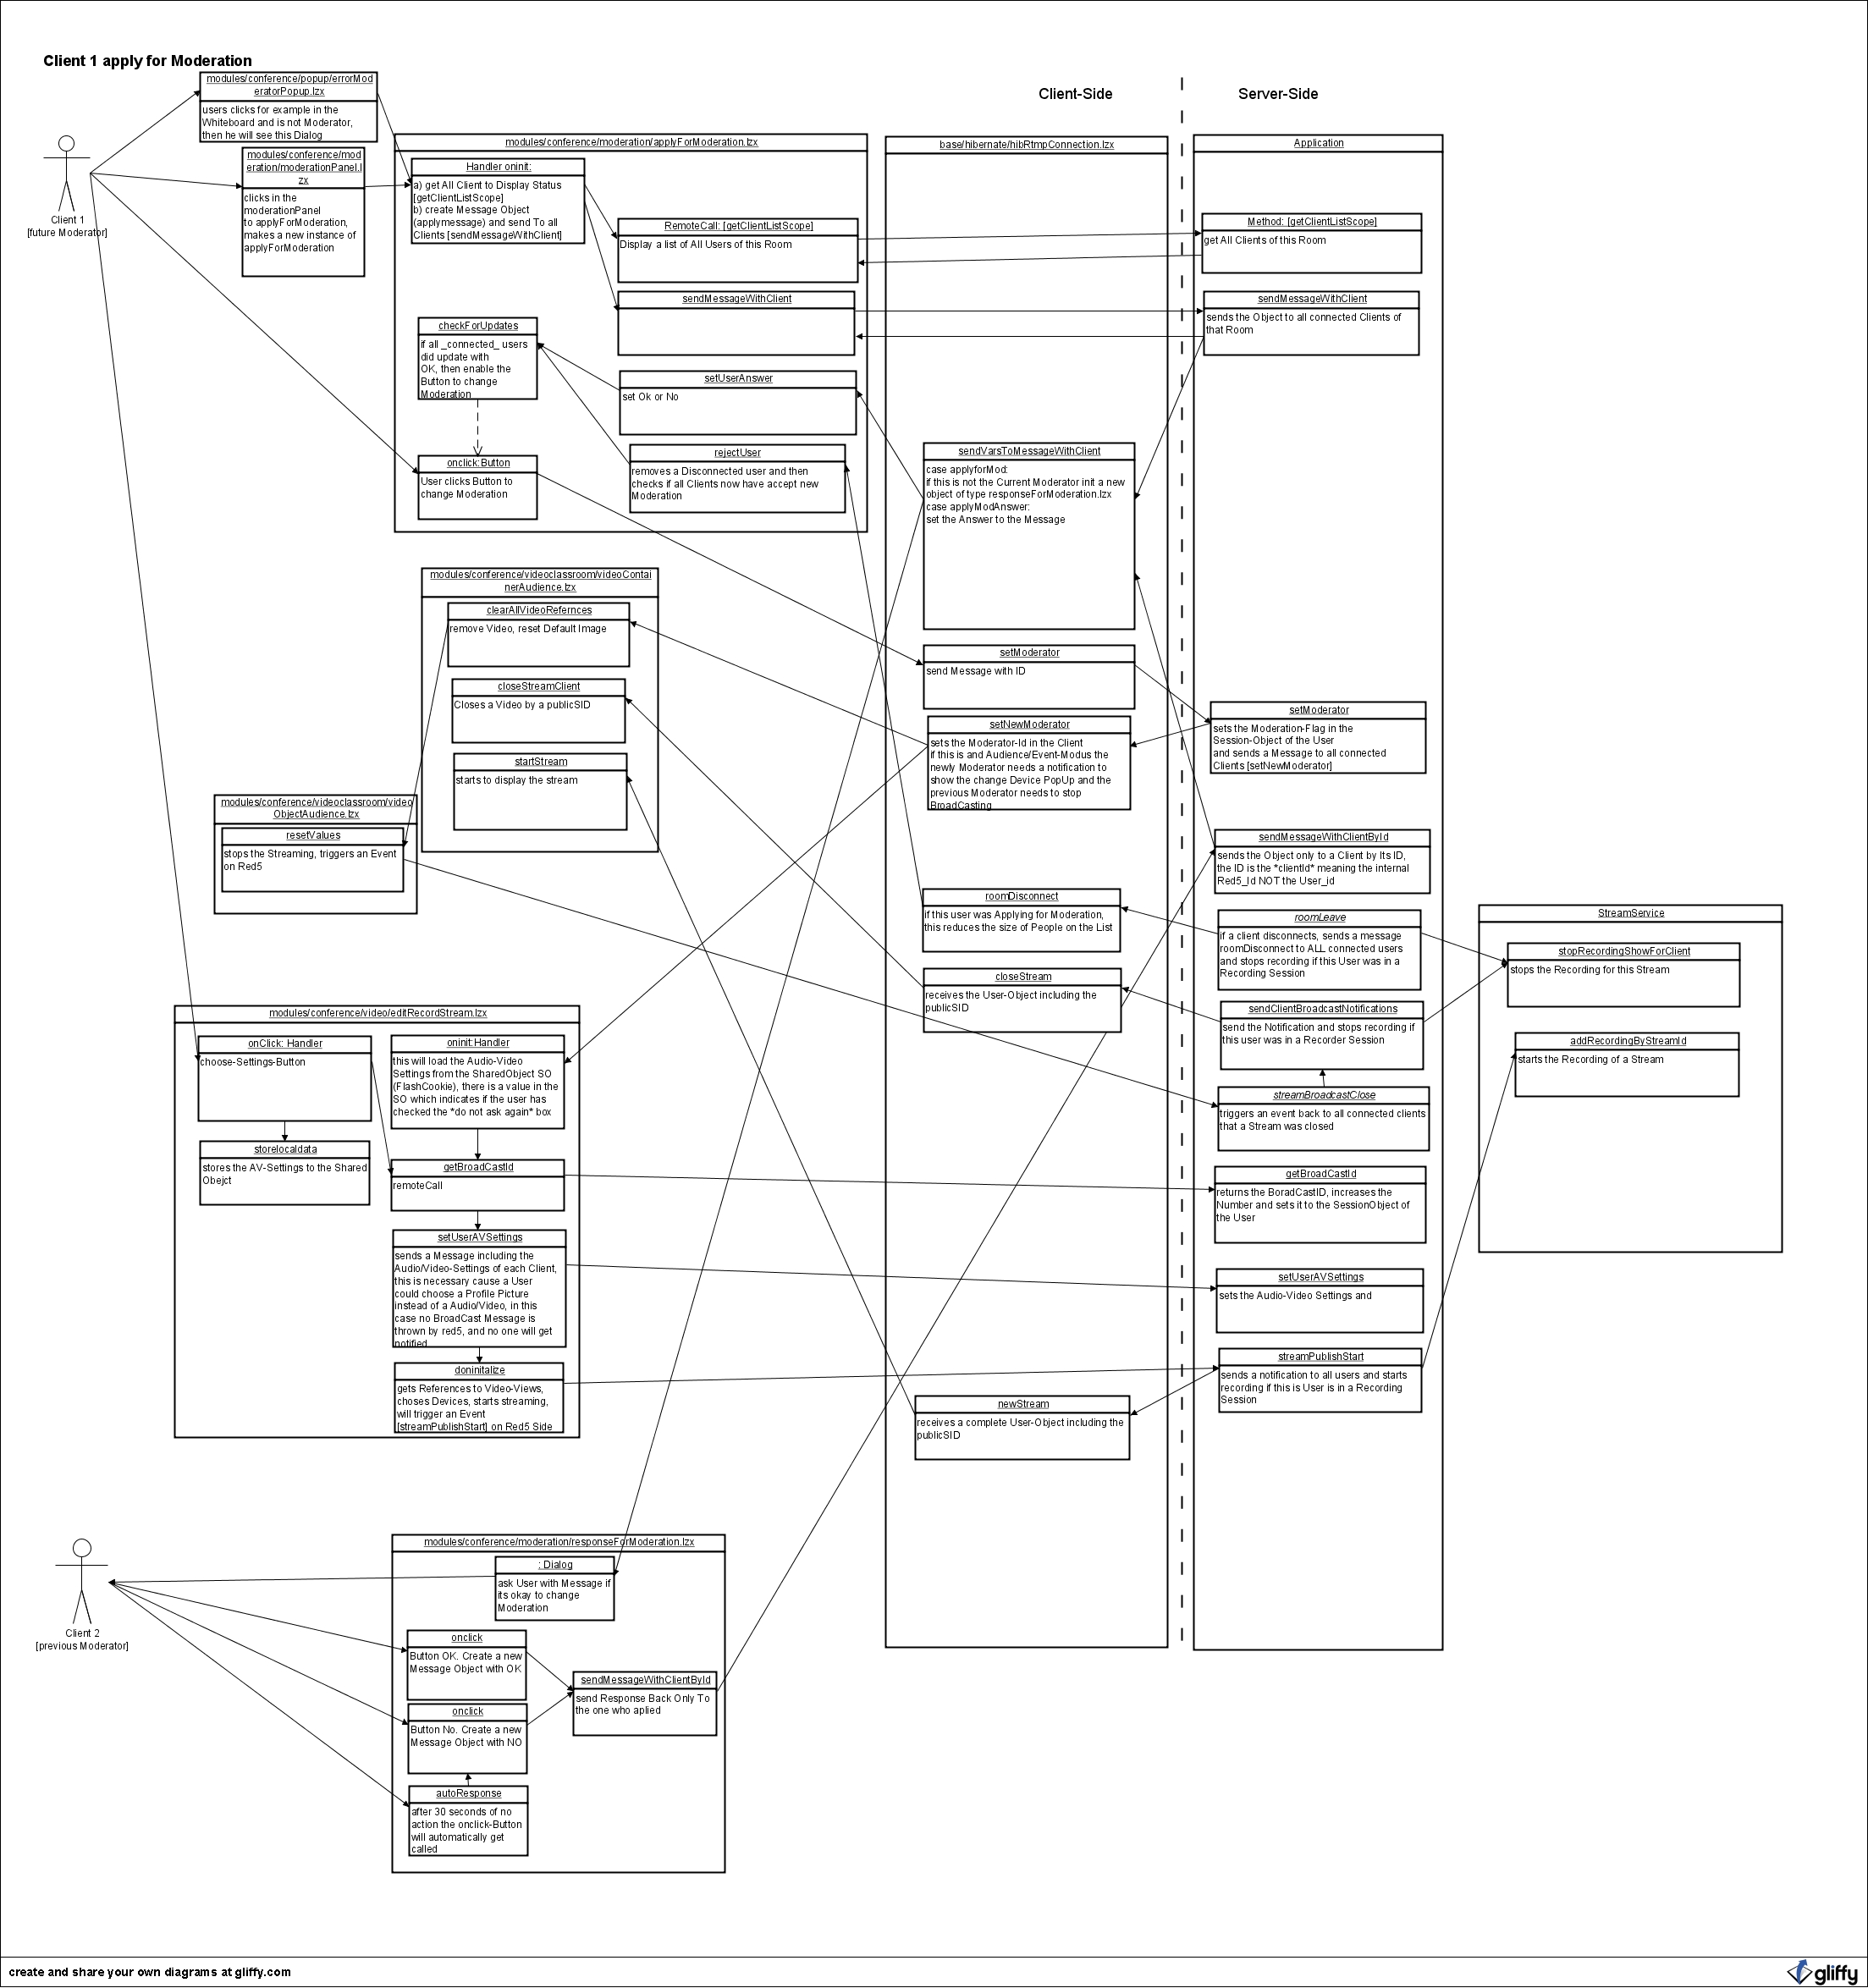 Client 1 apply for Moderation
Client-Side
Server-Side
modules/conference/popup/errorMod
eratorPopup.lzx
users clicks for example in the
Whiteboard and is not Moderator,
then he will see this Dialog
Client 1
[future Moderator]
modules/conference/mod
eration/moderationPanel.l
zx
clicks in the
moderationPanel
to applyForModeration,
makes a new instance of
applyForModeration
modules/conference/moderation/applyForModeration.lzx
Handler oninit:
a) get All Client to Display Status
[getClientListScope]
b) create Message Object
(applymessage) and send To all
Clients [sendMessageWithClient]
RemoteCall: [getClientListScope]
Display a list of All Users of this Room
sendMessageWithClient
checkForUpdates
if all _connected_ users
did update with
OK, then enable the
Button to change
Moderation
setUserAnswer
set Ok or No
rejectUser
removes a Disconnected user and then
checks if all Clients now have accept new
Moderation
onclick:Button
User clicks Button to
change Moderation
base/hibernate/hibRtmpConnection.lzx
sendVarsToMessageWithClient
case applyforMod:
if this is not the Current Moderator init a new
object of type responseForModeration.lzx
case applyModAnswer:
set the Answer to the Message
setModerator
send Message with ID
setNewModerator
sets the Moderator-Id in the Client
if this is and Audience/Event-Modus the
newly Moderator needs a notification to
show the change Device PopUp and the
previous Moderator needs to stop
BroadCasting
roomDisconnect
if this user was Applying for Moderation,
this reduces the size of People on the List
closeStream
receives the User-Object including the
publicSID
newStream
receives a complete User-Object including the
publicSID
Application
Method: [getClientListScope]
get All Clients of this Room
sendMessageWithClient
sends the Object to all connected Clients of
that Room
setModerator
sets the Moderation-Flag in the
Session-Object of the User
and sends a Message to all connected
Clients [setNewModerator]
sendMessageWithClientById
sends the Object only to a Client by Its ID,
the ID is the *clientId* meaning the internal
Red5_Id NOT the User_id
roomLeave
if a client disconnects, sends a message
roomDisconnect to ALL connected users
and stops recording if this User was in a
Recording Session
sendClientBroadcastNotifications
send the Notification and stops recording if
this user was in a Recorder Session
streamBroadcastClose
triggers an event back to all connected clients
that a Stream was closed
getBroadCastId
returns the BoradCastID, increases the
Number and sets it to the SessionObject of
the User
setUserAVSettings
sets the Audio-Video Settings and
streamPublishStart
sends a notification to all users and starts
recording if this is User is in a Recording
Session
StreamService
stopRecordingShowForClient
stops the Recording for this Stream
addRecordingByStreamId
starts the Recording of a Stream
modules/conference/videoclassroom/videoContai
nerAudience.lzx
clearAllVideoRefernces
remove Video, reset Default Image
closeStreamClient
Closes a Video by a publicSID
startStream
starts to display the stream
modules/conference/videoclassroom/video
ObjectAudience.lzx
resetValues
stops the Streaming, triggers an Event
on Red5
modules/conference/video/editRecordStream.lzx
onClick: Handler
choose-Settings-Button
storelocaldata
stores the AV-Settings to the Shared
Obejct
oninit:Handler
this will load the Audio-Video
Settings from the SharedObject SO
(FlashCookie), there is a value in the
SO which indicates if the user has
checked the *do not ask again* box
getBroadCastId
remoteCall
setUserAVSettings
sends a Message including the
Audio/Video-Settings of each Client,
this is necessary cause a User
could choose a Profile Picture
instead of a Audio/Video, in this
case no BroadCast Message is
thrown by red5, and no one will get
notified
doninitalize
gets References to Video-Views,
choses Devices, starts streaming,
will trigger an Event
[streamPublishStart] on Red5 Side
Client 2
[previous Moderator]
modules/conference/moderation/responseForModeration.lzx
: Dialog
ask User with Message if
its okay to change
Moderation
onclick
Button OK. Create a new
Message Object with OK
onclick
Button No. Create a new
Message Object with NO
sendMessageWithClientById
send Response Back Only To
the one who aplied
autoResponse
after 30 seconds of no
action the onclick-Button
will automatically get
called
create and share your own diagrams at gliffy.com
gliffy